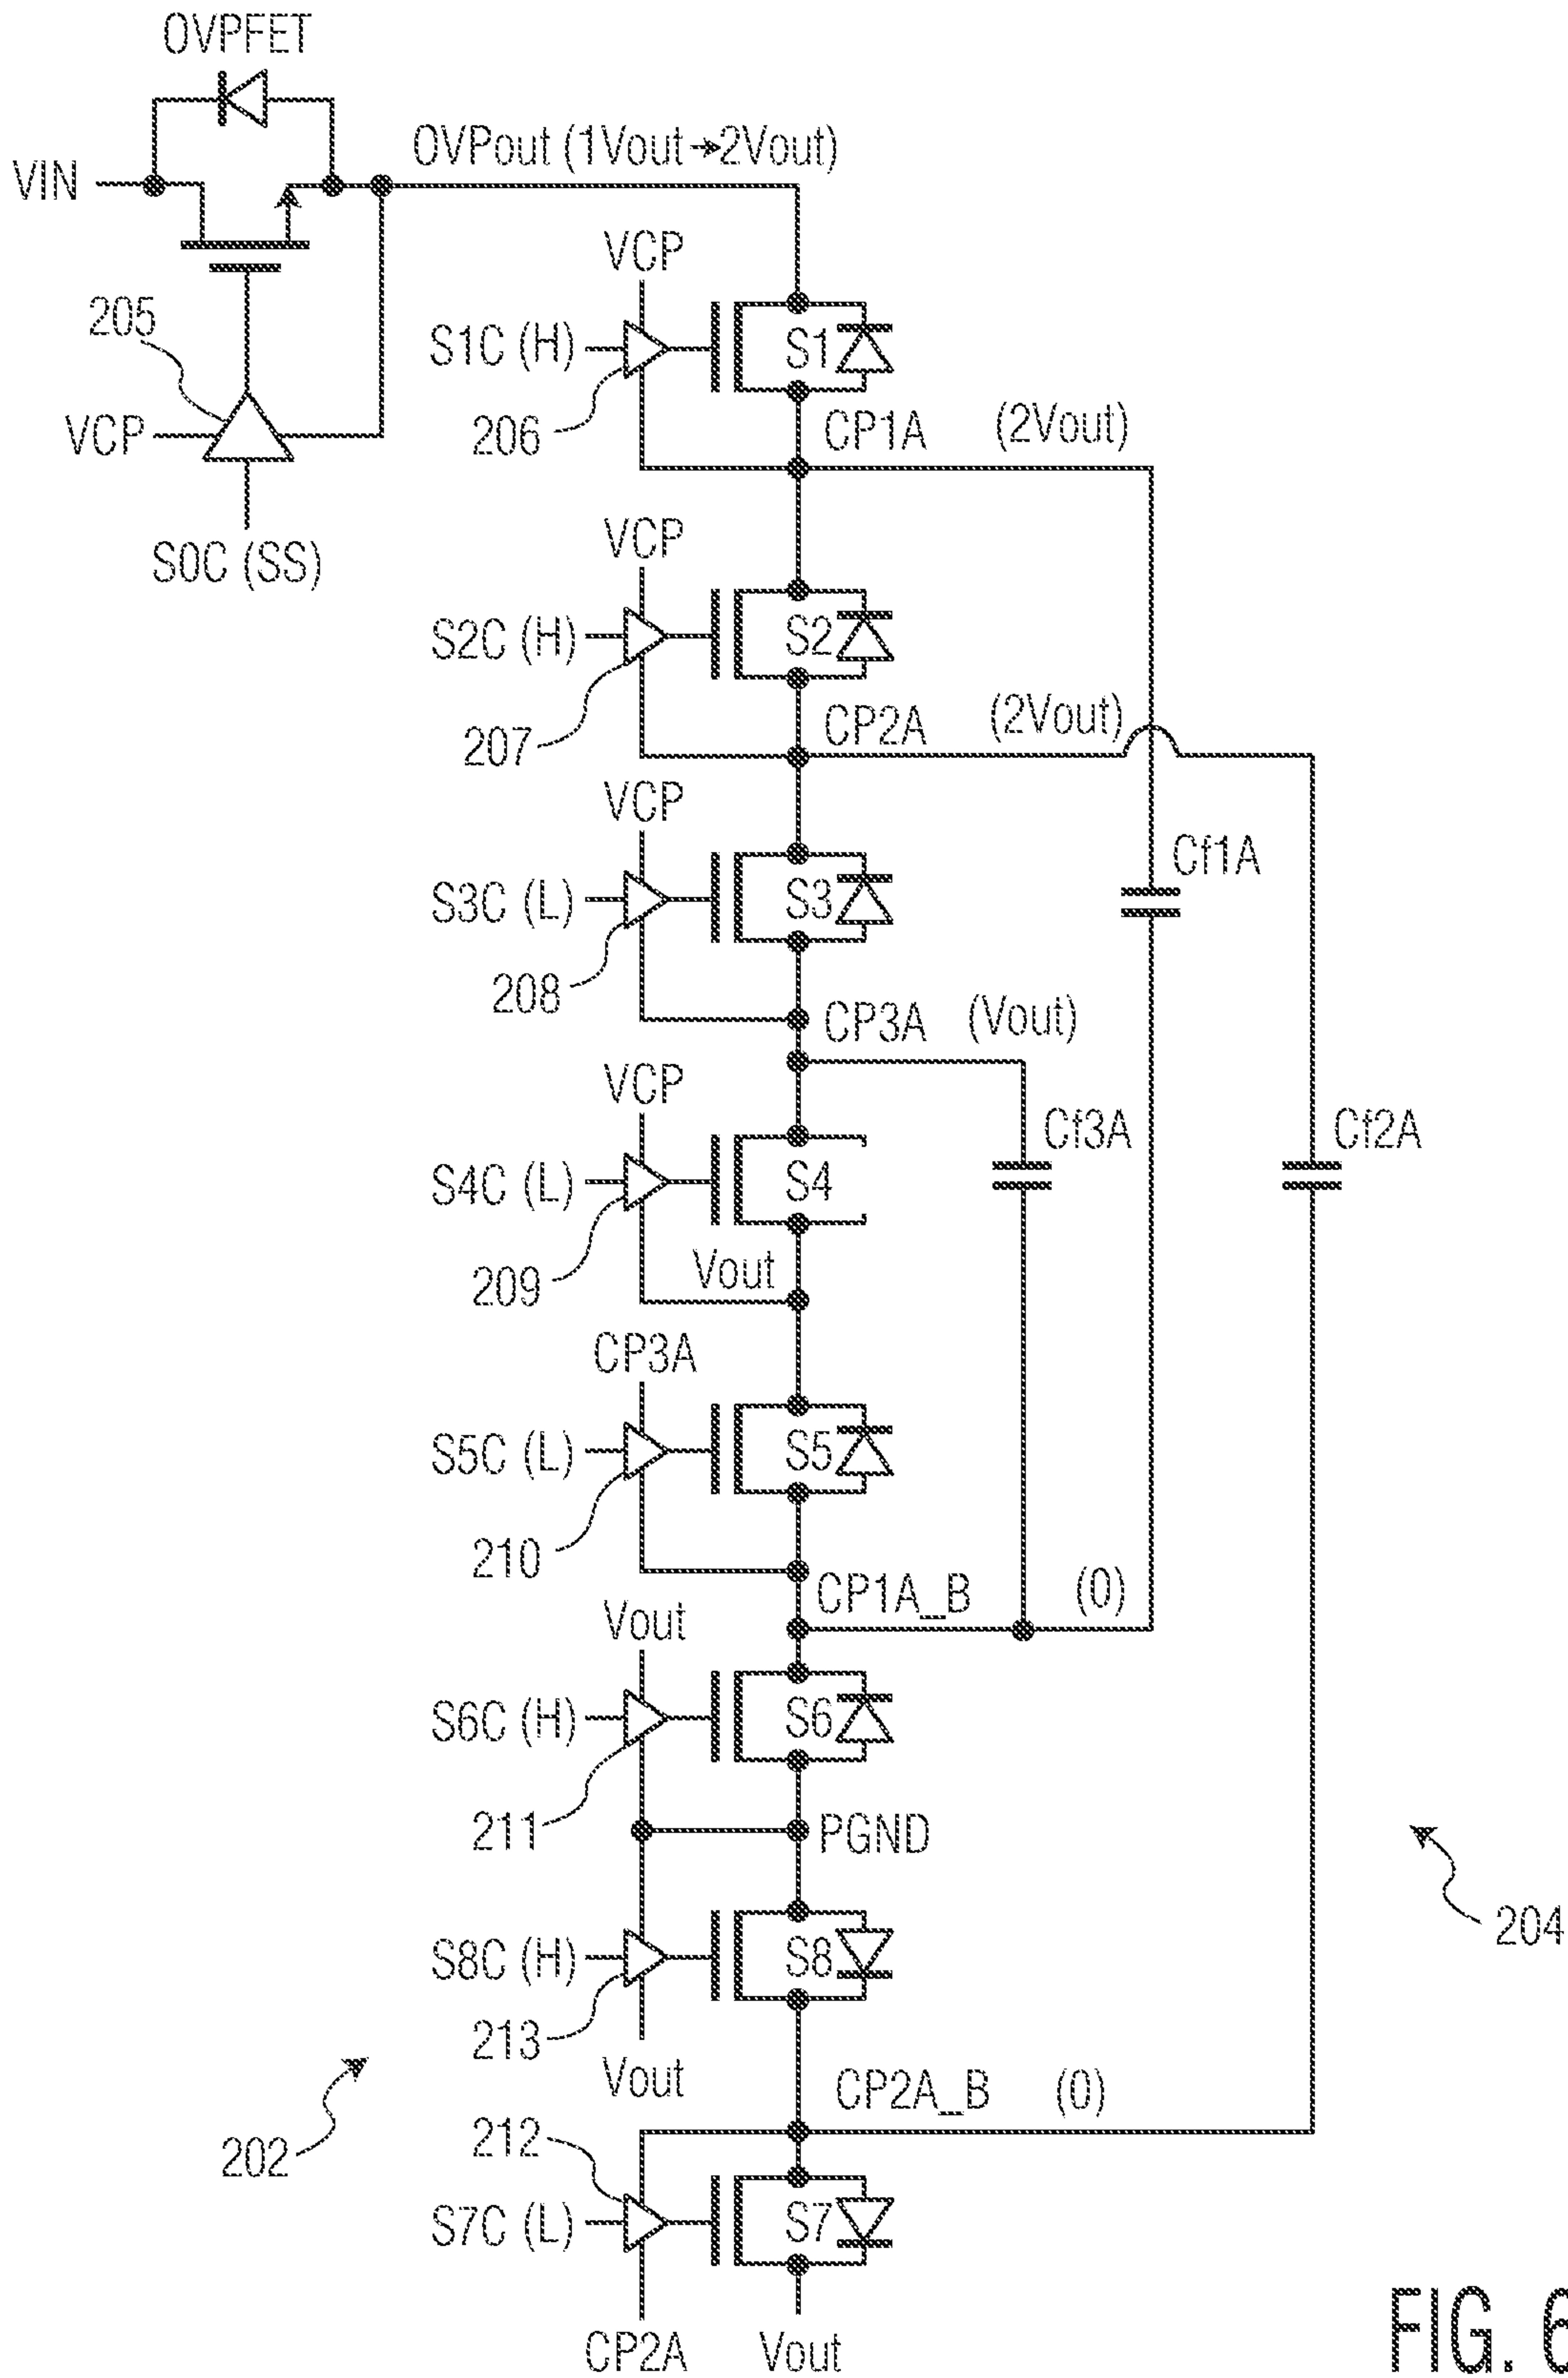 OVPFET
VIN
OVPout (1Vout→2Vout)
VCP
205
S1C (H)
S1
206
VCP
CP1A (2Vout)
S0C (SS)
VCP
S2C (H)
S2
207
CP2A (2Vout)
VCP
Cf1A
S3C (L)
S3
208
CP3A (Vout)
VCP
Cf3A
Cf2A
S4C (L)
S4
209
Vout
CP3A
S5C (L)
S5
210
CP1A_B (0)
Vout
S6C (H)
S6
211
PGND
204
S8C (H)
S8
213
Vout
CP2A_B (0)
202
212
S7C (L)
S7
CP2A
Vout
FIG. 6